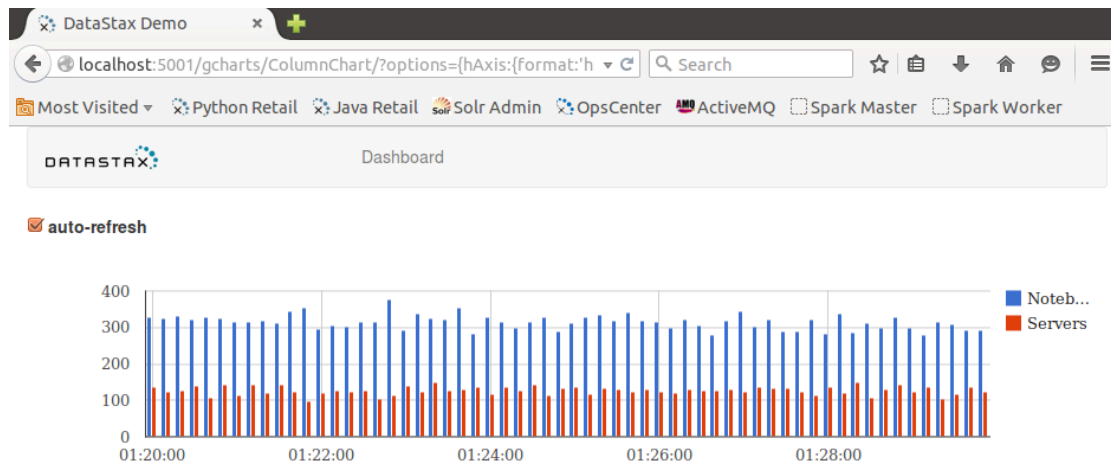 DataStax Demo ×
localhost:5001/gcharts/ColumnChart/?options={hAxis:{format:'h Search
Most Visited Python Retail Java Retail Solr Solr Admin OpsCenter AMQ ActiveMQ Spark Master Spark Worker
DATASTAX Dashboard
auto-refresh
400 Noteb...
300 Servers
200
100
0
01:20:00 01:22:00 01:24:00 01:26:00 01:28:00